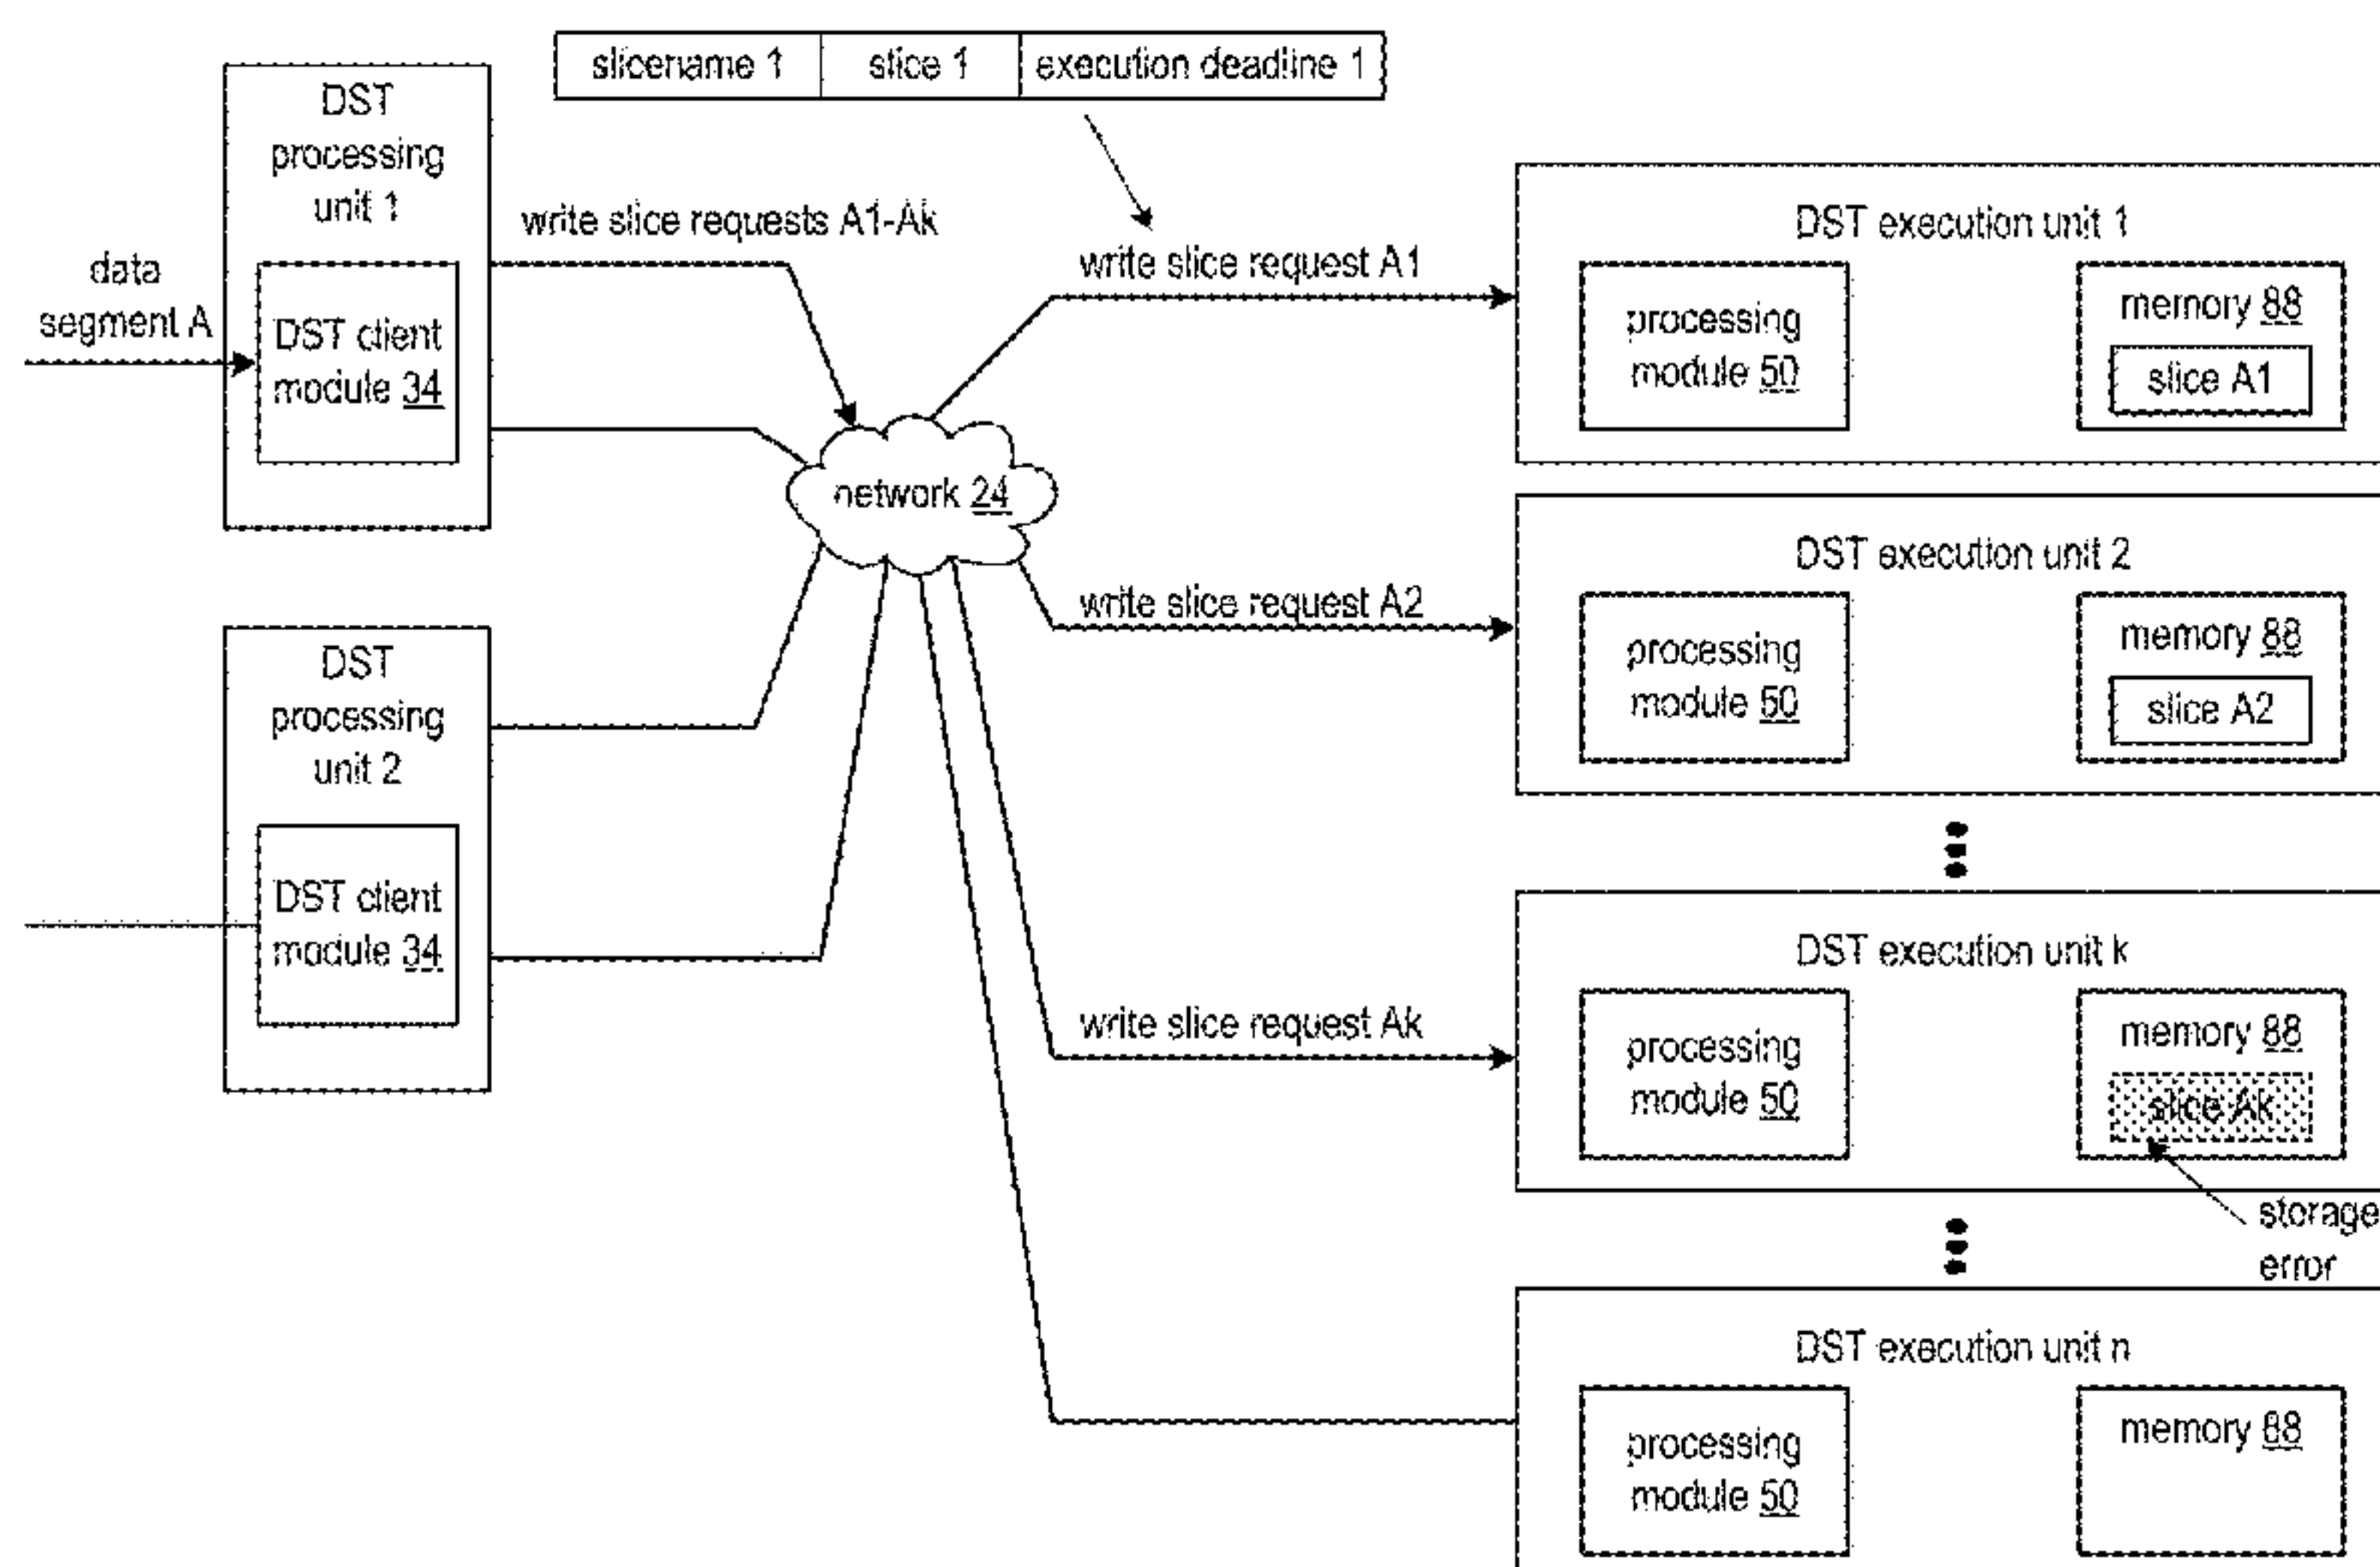 slicename 1
slice 1
execution deadline 1
DST
processing
unit 1
write slice requests A1-Ak
data
segment A
DST client
module 34
network 24
write slice request A1
DST execution unit 1
processing
module 50
memory 88
slice A1
write slice request A2
DST execution unit 2
processing
module 50
memory 88
slice A2
DST
processing
unit 2
DST client
module 34
write slice request Ak
DST execution unit k
processing
module 50
memory 88
slice Ak
storage
error
DST execution unit n
processing
module 50
memory 88